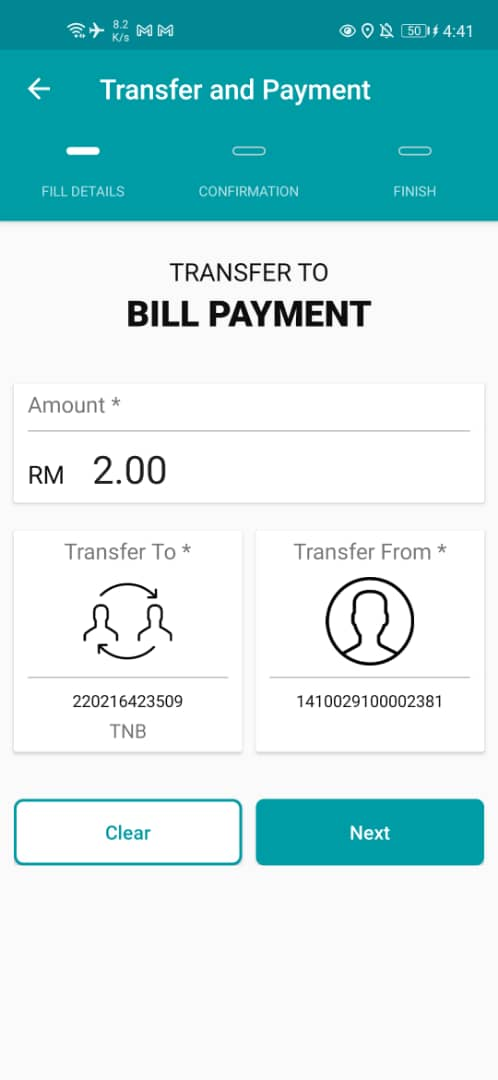 8.2 K/s 50 4:41
Transfer and Payment
FILL DETAILS CONFIRMATION FINISH
TRANSFER TO
BILL PAYMENT
Amount *
RM 2.00
Transfer To * Transfer From *
220216423509 1410029100002381
TNB
Clear Next